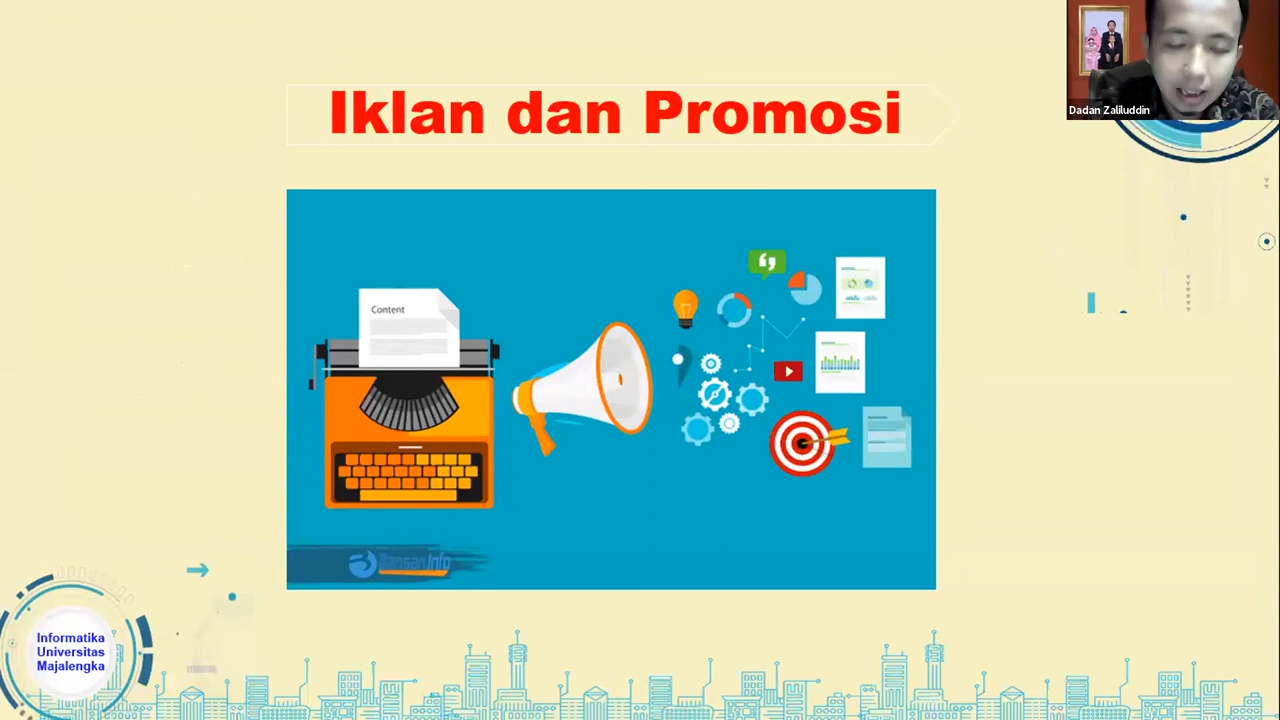 Iklan dan Promosi
Dadan Zaliluddin
Content
Informatika
Universitas
Majalengka